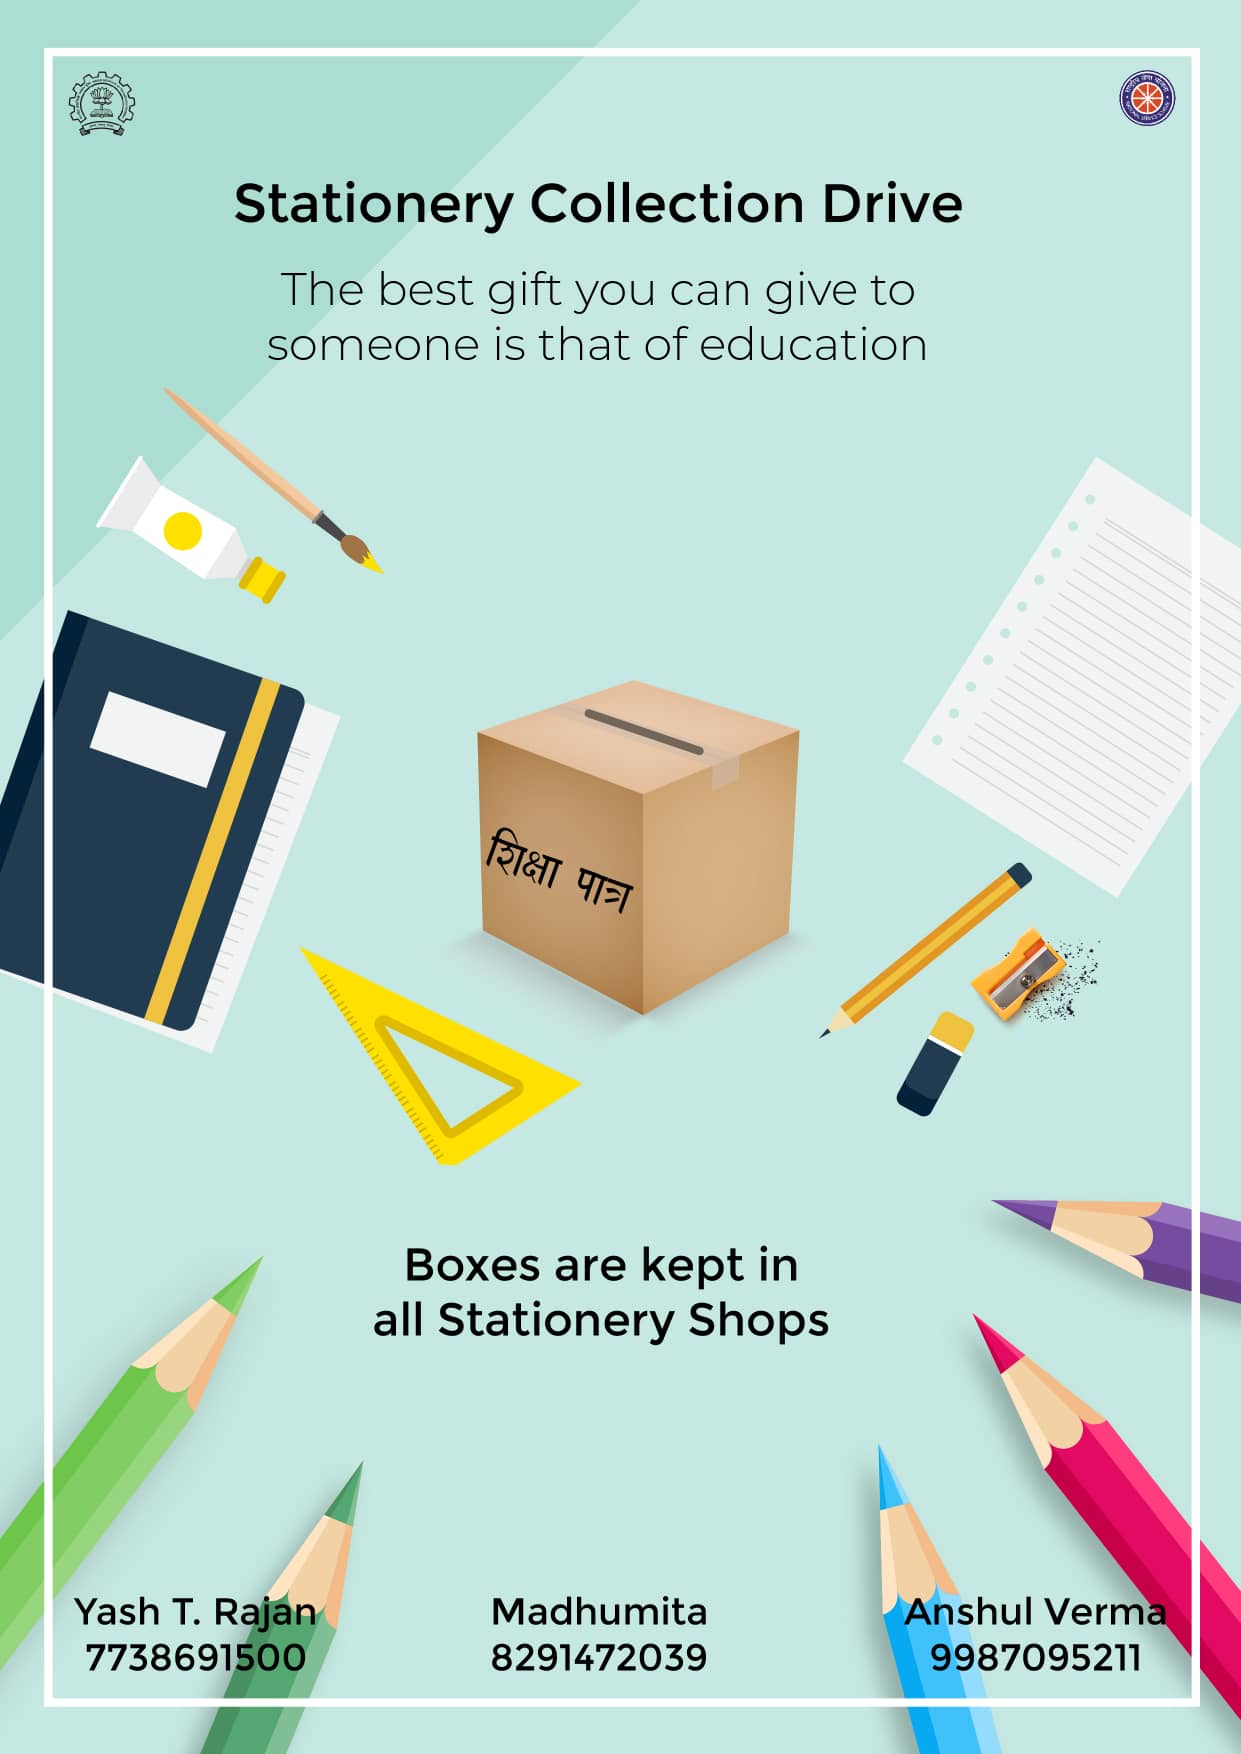 Stationery Collection Drive
The best gift you can give to
someone is that of education
शिक्षा पात्र
Boxes are kept in
all Stationery Shops
Yash T. Rajan
7738691500
Madhumita
8291472039
Anshul Verma
9987095211